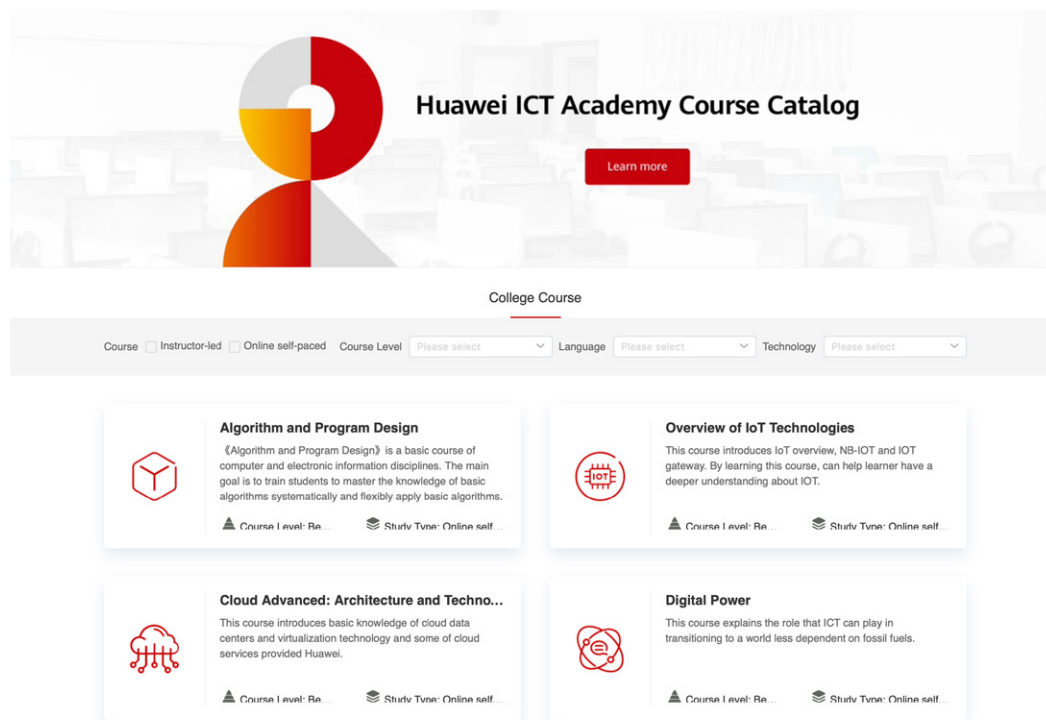 Huawei ICT Academy Course Catalog
Learn more
College Course
Course Instructor-led Online self-paced Course Level Please select Language Please select Technology Please select
Algorithm and Program Design
《Algorithm and Program Design》 is a basic course of
computer and electronic information disciplines. The main
goal is to train students to master the knowledge of basic
algorithms systematically and flexibly apply basic algorithms.
Course Level: Be...
Study Type: Online self...
Overview of IoT Technologies
This course introduces IoT overview, NB-IOT and IOT
gateway. By learning this course, can help learner have a
deeper understanding about IOT.
IOT
Course Level: Be...
Study Type: Online self...
Cloud Advanced: Architecture and Techno...
This course introduces basic knowledge of cloud data
centers and virtualization technology and some of cloud
services provided Huawei.
Course Level: Be...
Study Type: Online self...
Digital Power
This course explains the role that ICT can play in
transitioning to a world less dependent on fossil fuels.
Course Level: Be...
Study Type: Online self...